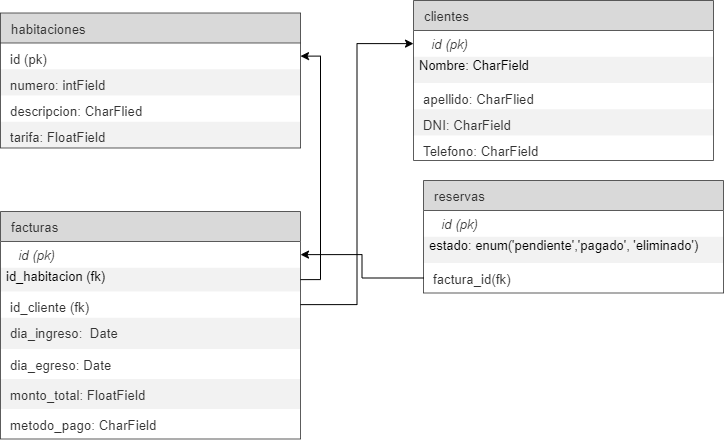 habitaciones
id (pk)
numero: intField
descripcion: CharFlied
tarifa: FloatField
clientes
id (pk)
Nombre: CharField
apellido: CharFlied
DNI: CharField
Telefono: CharField
facturas
id (pk)
id_habitacion (fk)
id_cliente (fk)
dia_ingreso: Date
dia_egreso: Date
monto_total: FloatField
metodo_pago: CharField
reservas
id (pk)
estado: enum('pendiente','pagado', 'eliminado')
factura_id(fk)